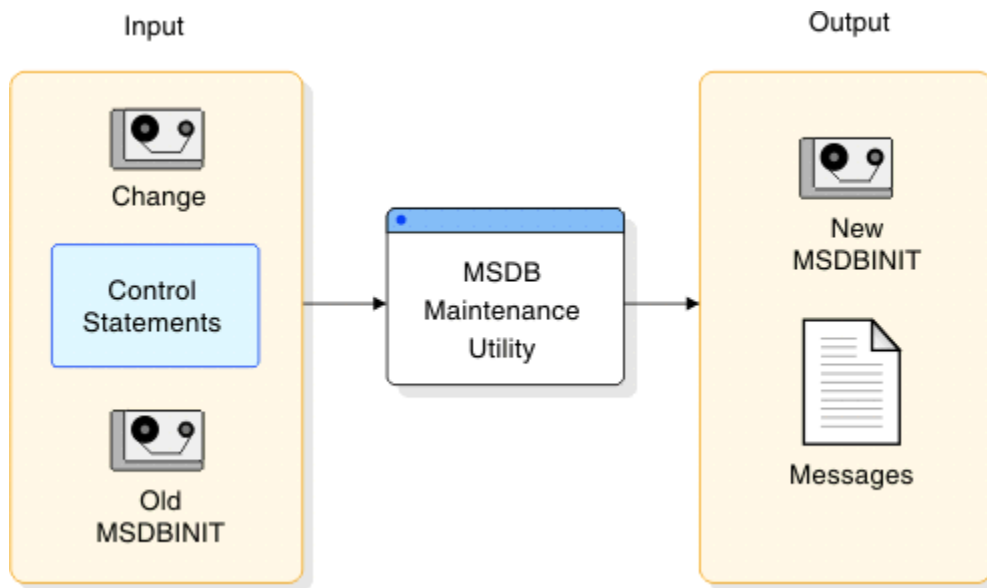 Input
Output
Change
Control
Statements
Old
MSDBINIT
MSDB
Maintenance
Utility
New
MSDBINIT
Messages